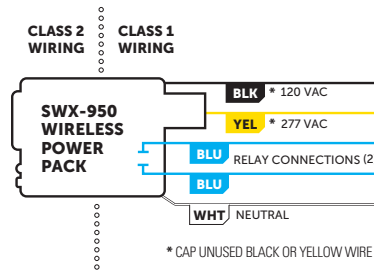 CLASS 2 CLASS 1
WIRING WIRING
SWX-950
WIRELESS
POWER
PACK
BLK * 120 VAC
YEL * 277 VAC
BLU RELAY CONNECTIONS (2
BLU
WHT NEUTRAL
* CAP UNUSED BLACK OR YELLOW WIRE